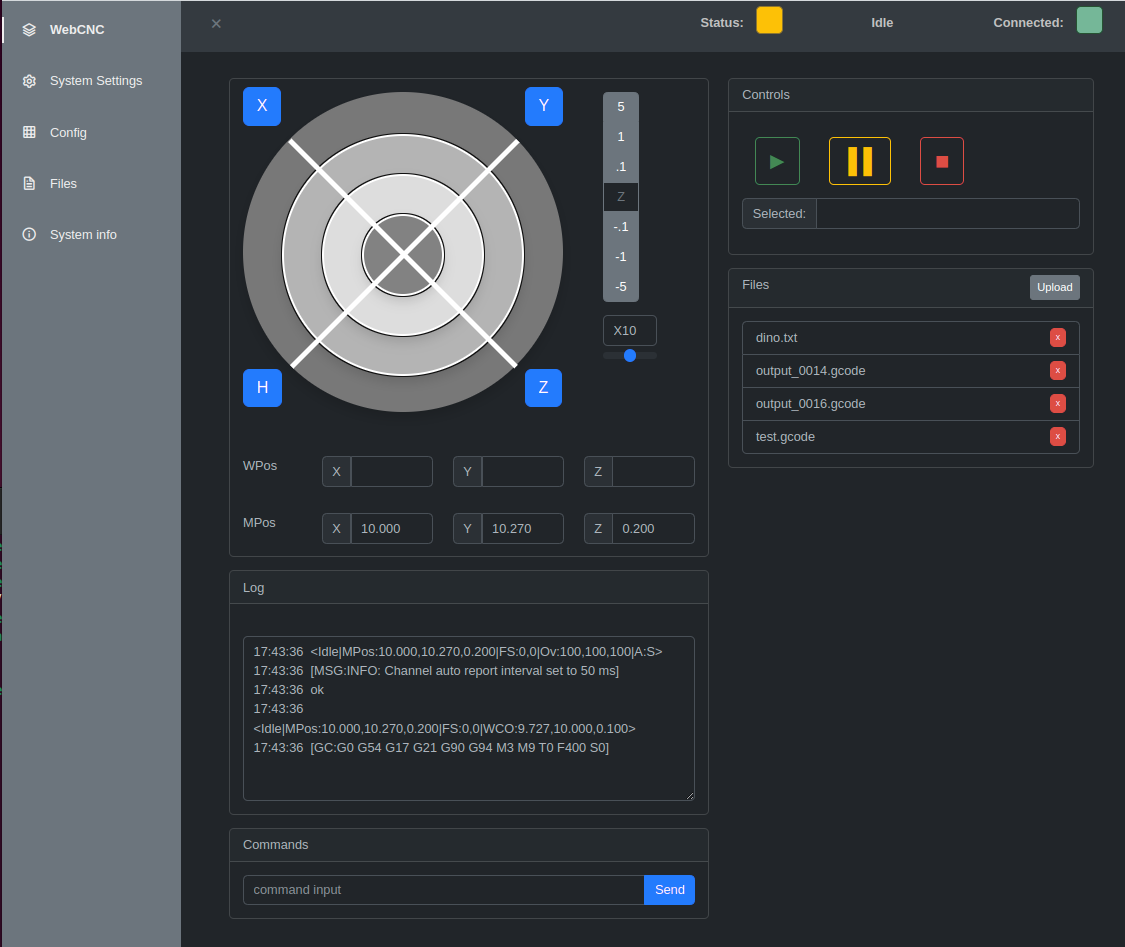 WebCNC
System Settings
Config
Files
System info
×
Status:
Idle
Connected:
X
Y
H
Z
5
1
.1
Z
-.1
-1
-5
X10
WPos X Y Z
MPos X 10.000 Y 10.270 Z 0.200
Log
17:43:36 <Idle|MPos:10.000,10.270,0.200|FS:0,0|Ov:100,100,100|A:S>
17:43:36 [MSG:INFO: Channel auto report interval set to 50 ms]
17:43:36 ok
17:43:36
<Idle|MPos:10.000,10.270,0.200|FS:0,0|WCO:9.727,10.000,0.100>
17:43:36 [GC:G0 G54 G17 G21 G90 G94 M3 M9 T0 F400 S0]
Commands
command input Send
Controls
Selected:
Files Upload
dino.txt x
output_0014.gcode x
output_0016.gcode x
test.gcode x